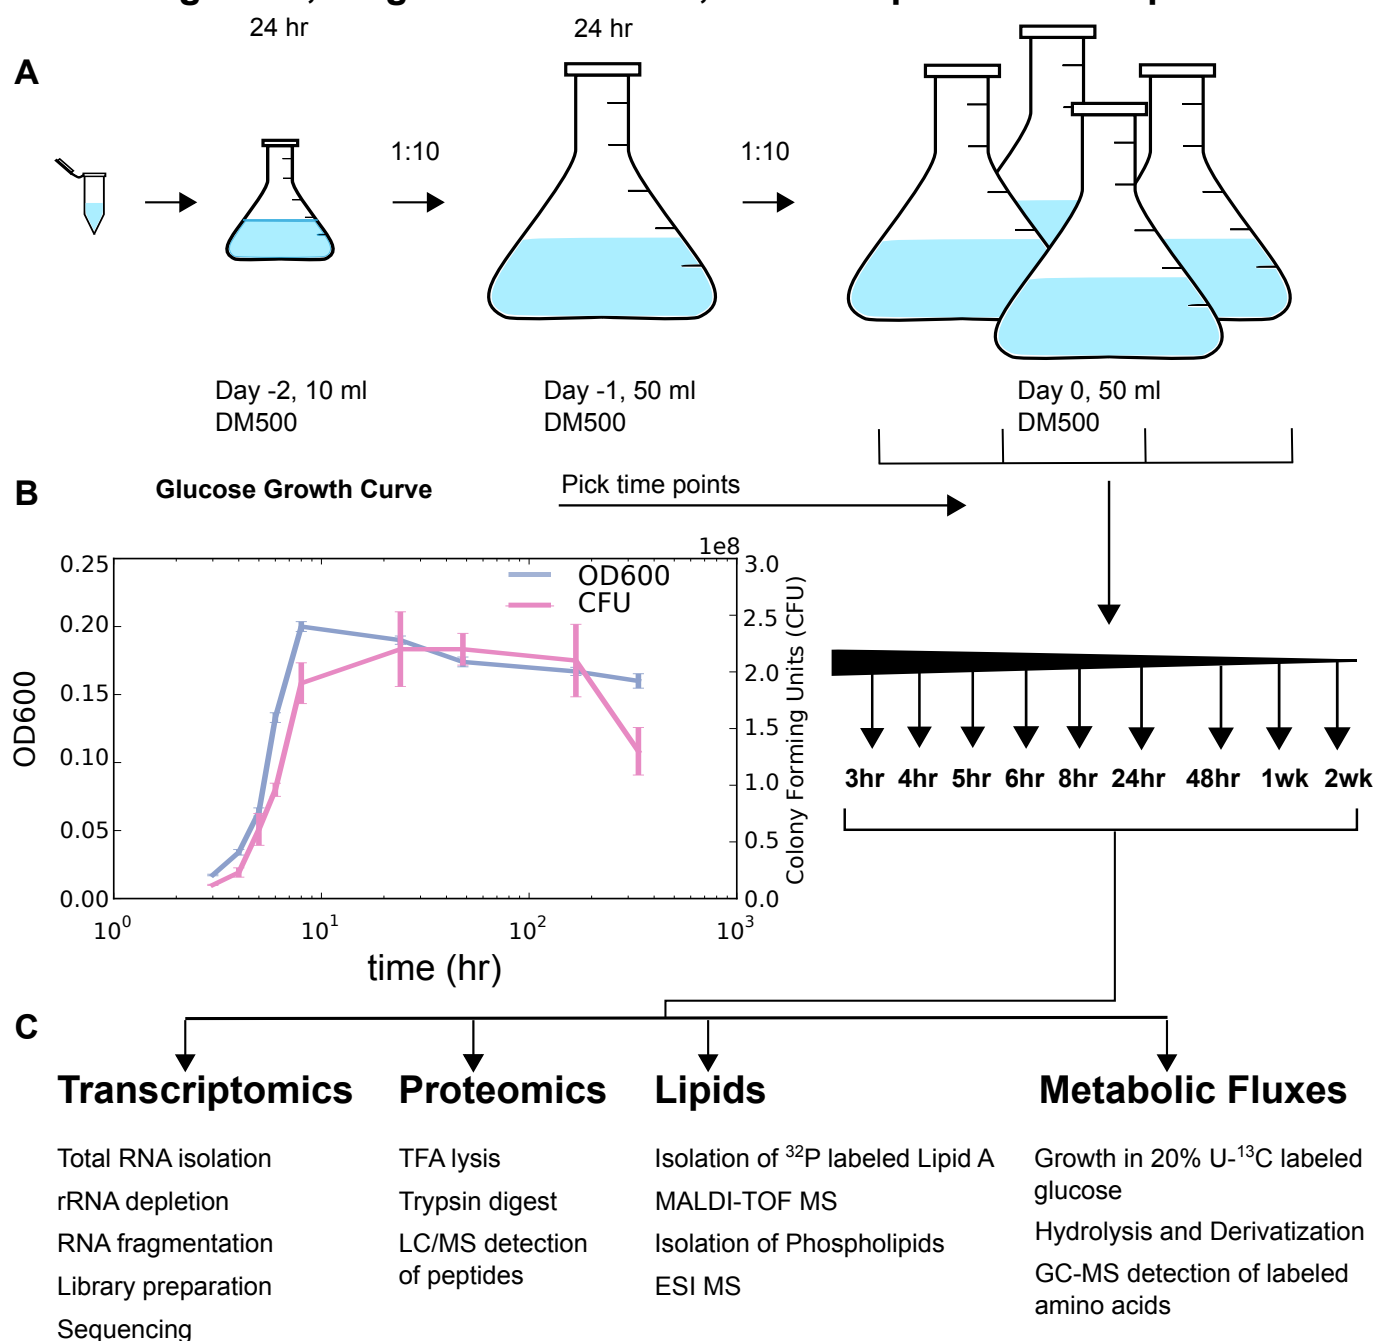 24 hr
24 hr
A
1:10
1:10
Day -2, 10 ml
DM500
Day -1, 50 ml
DM500
Day 0, 50 ml
DM500
B
Glucose Growth Curve
Pick time points
1e8
0.25
0.20
0.15
0.10
0.05
0.00
OD600
OD600
CFU
3.0
2.5
2.0
1.5
1.0
0.5
0.0
Colony Forming Units (CFU)
10⁰
10¹
10²
10³
time (hr)
3hr
4hr
5hr
6hr
8hr
24hr
48hr
1wk
2wk
C
Transcriptomics
Total RNA isolation
rRNA depletion
RNA fragmentation
Library preparation
Sequencing
Proteomics
TFA lysis
Trypsin digest
LC/MS detection
of peptides
Lipids
Isolation of ³²P labeled Lipid A
MALDI-TOF MS
Isolation of Phospholipids
ESI MS
Metabolic Fluxes
Growth in 20% U-¹³C labeled
glucose
Hydrolysis and Derivatization
GC-MS detection of labeled
amino acids